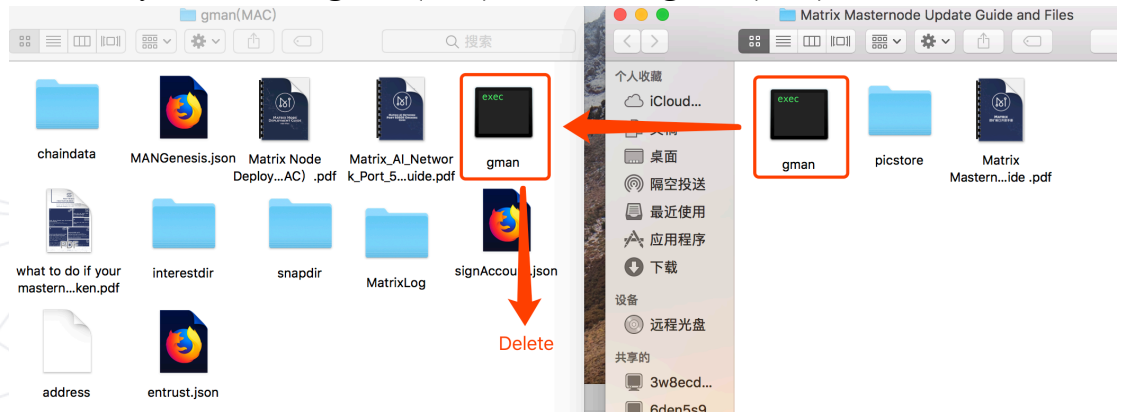 gman(MAC)
搜索
exec
chaindata
MANGenesis.json
Matrix Node
Deploy...AC）.pdf
Matrix_AI_Networ
k_Port_5...uide.pdf
gman
PDF
what to do if your
mastern...ken.pdf
interestdir
snapdir
MatrixLog
signAccount.json
Delete
address
entrust.json
Matrix Masternode Update Guide and Files
个人收藏
iCloud...
桌面
隔空投送
最近使用
应用程序
下载
设备
远程光盘
共享的
3w8ecd...
6den5s9
exec
gman
picstore
Matrix
Mastern...ide .pdf